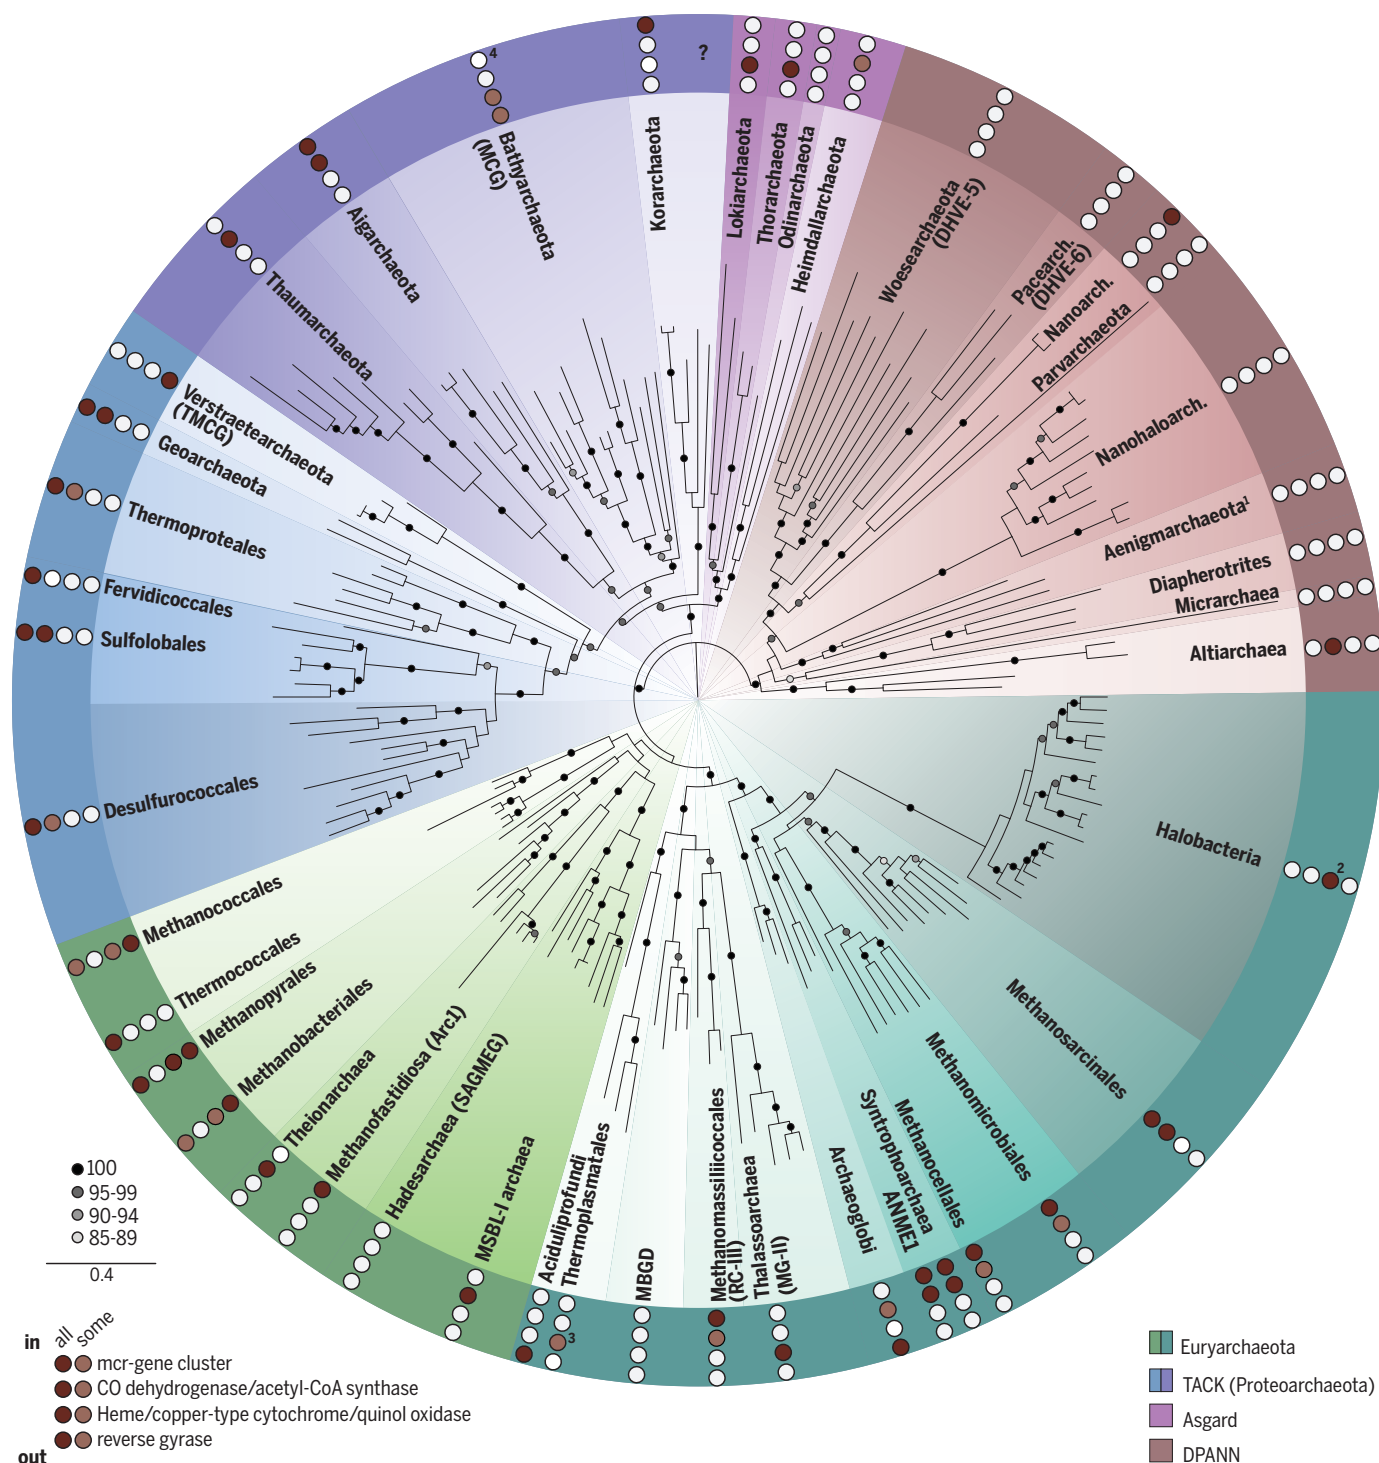 4
?
Bathyarchaeota
(MCG)
Korarchaeota
Lokiarchaeota
Thorarchaeota
Odinarchaeota
Heimdallarchaeota
Woesearchaeota
(DHVE-5)
Pacearch.
(DHVE-6)
Nanoarch.
Parvarchaeota
Nanohaloarch.
Aenigmarchaeota1
Diapherotrites
Micrarchaea
Altiarchaea
Halobacteria
2
Methanosarcinales
Methanomicrobiales
Methanocellales
Syntrophoarchaea
ANME1
Archaeoglobi
Thalassoarchaea
(MG-II)
Methanomassiliicoccales
(RC-III)
MBGD
Thermoplasmatales
3
Aciduliprofundi
MSBL-I archaea
Hadesarchaea (SAGMEG)
Methanofastidiosa (Arc1)
Theionarchaea
Methanobacteriales
Methanopyrales
Thermococcales
Methanococcales
Desulfurococcales
Sulfolobales
Fervidicoccales
Thermoproteales
Geoarchaeota
Verstraetearchaeota
(TMCG)
Thaumarchaeota
Aigarchaeota
100
95-99
90-94
85-89
0.4
in
all
some
mcr-gene cluster
CO dehydrogenase/acetyl-CoA synthase
Heme/copper-type cytochrome/quinol oxidase
reverse gyrase
out
Euryarchaeota
TACK (Proteoarchaeota)
Asgard
DPANN